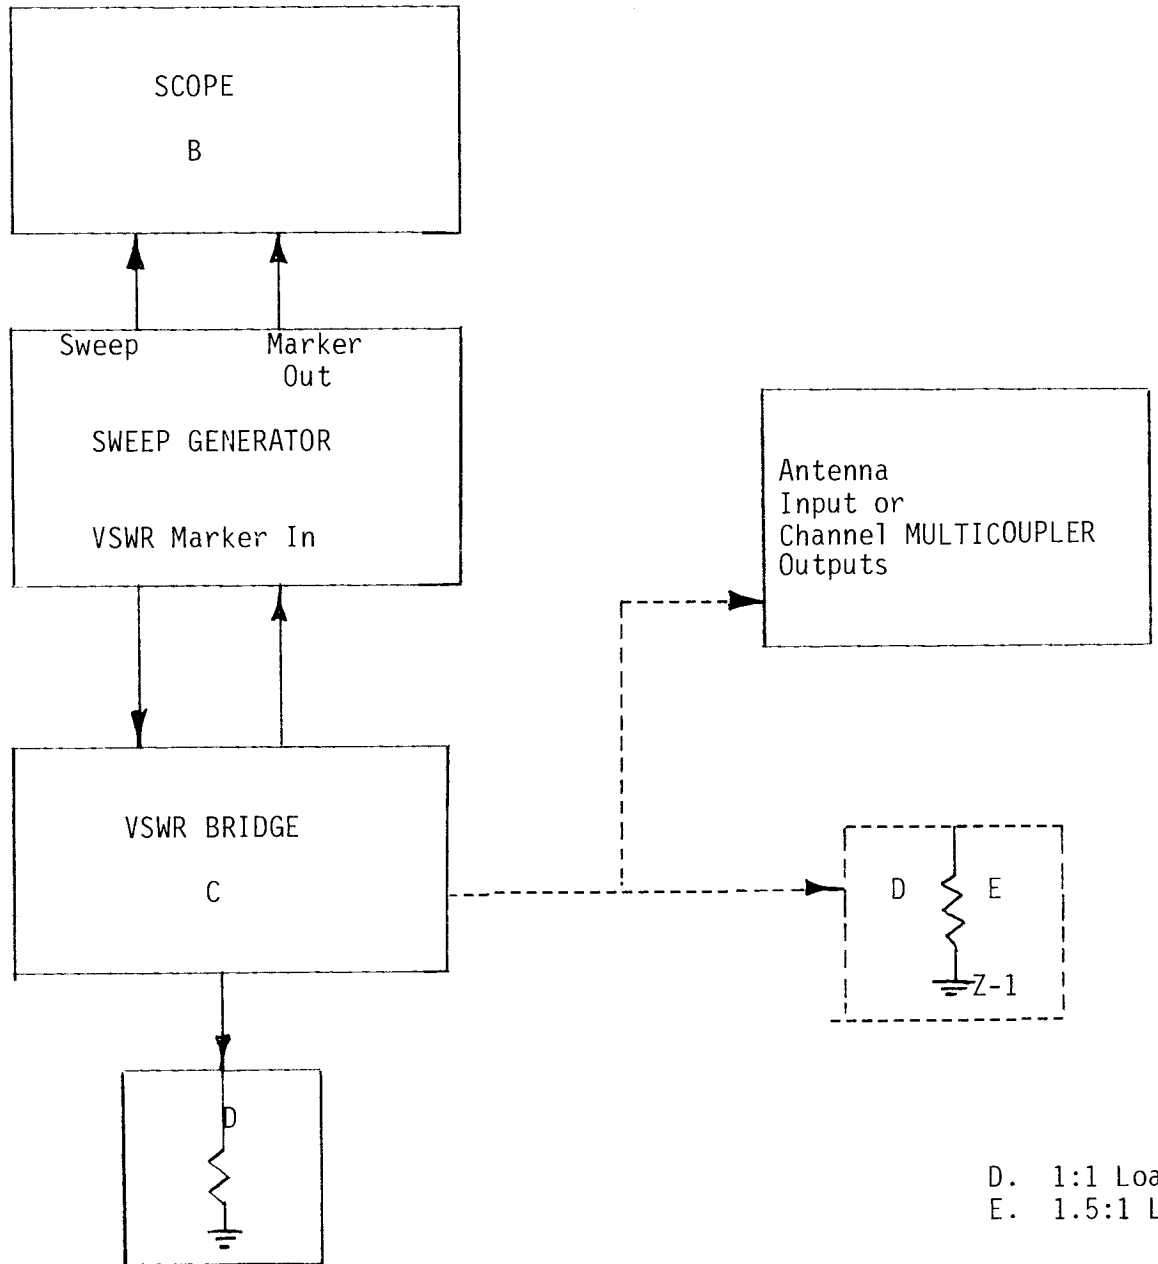 SCOPE
B
Sweep
Marker
Out
SWEEP GENERATOR
VSWR Marker In
Antenna
Input or
Channel MULTICOUPLER
Outputs
VSWR BRIDGE
C
D E
Z-1
D
D. 1:1 Loa
E. 1.5:1 L